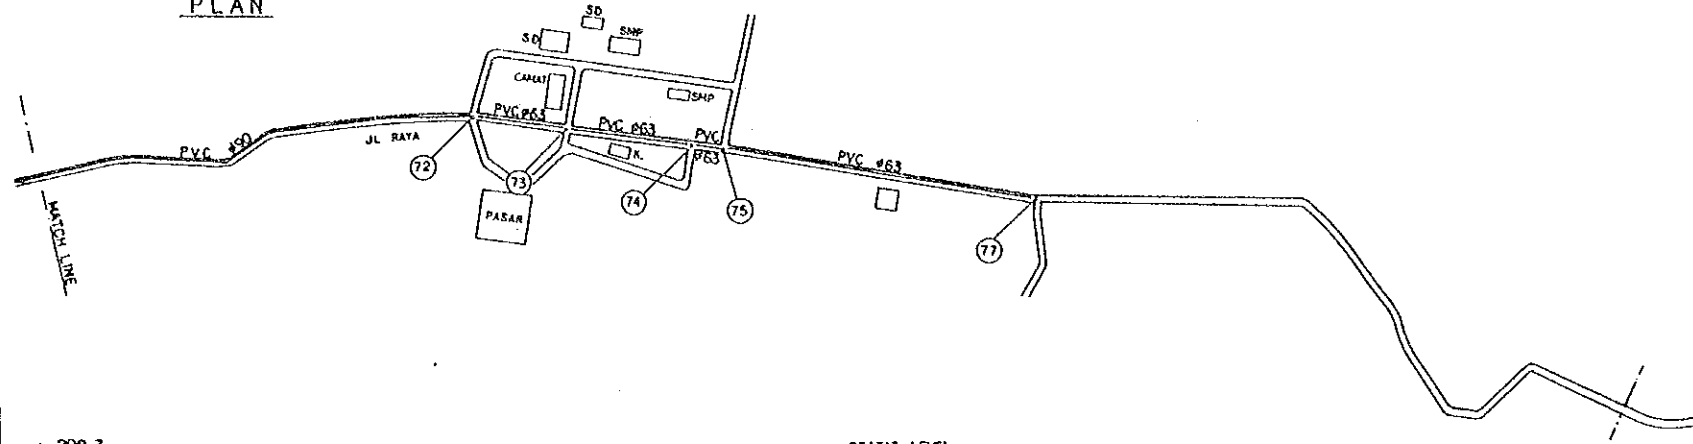 PLAN
SD
SD
SMP
CAMAT
SMP
PVC ø63
PVC ø63
PVC
ø63
K.
JL RAYA
PVC ø90
PVC ø63
72
73
74
75
77
PASAR
MATCH LINE